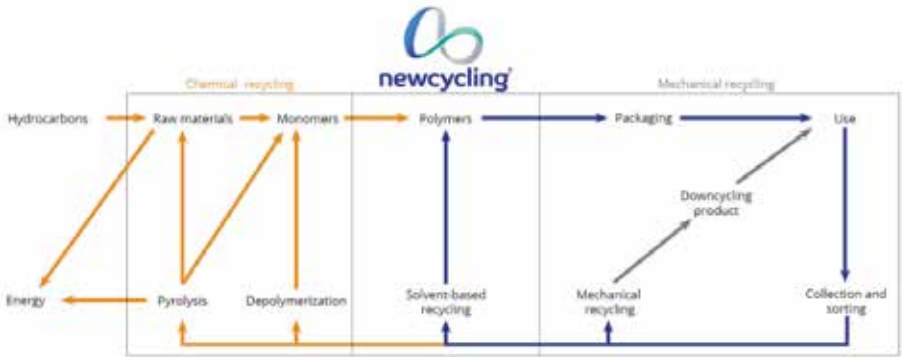 newcycling®
Chemical recycling
Mechanical recycling
Hydrocarbons
Raw materials
Monomers
Polymers
Packaging
Use
Downcycling
product
Energy
Pyrolysis
Depolymerization
Solvent-based
recycling
Mechanical
recycling
Collection and
sorting